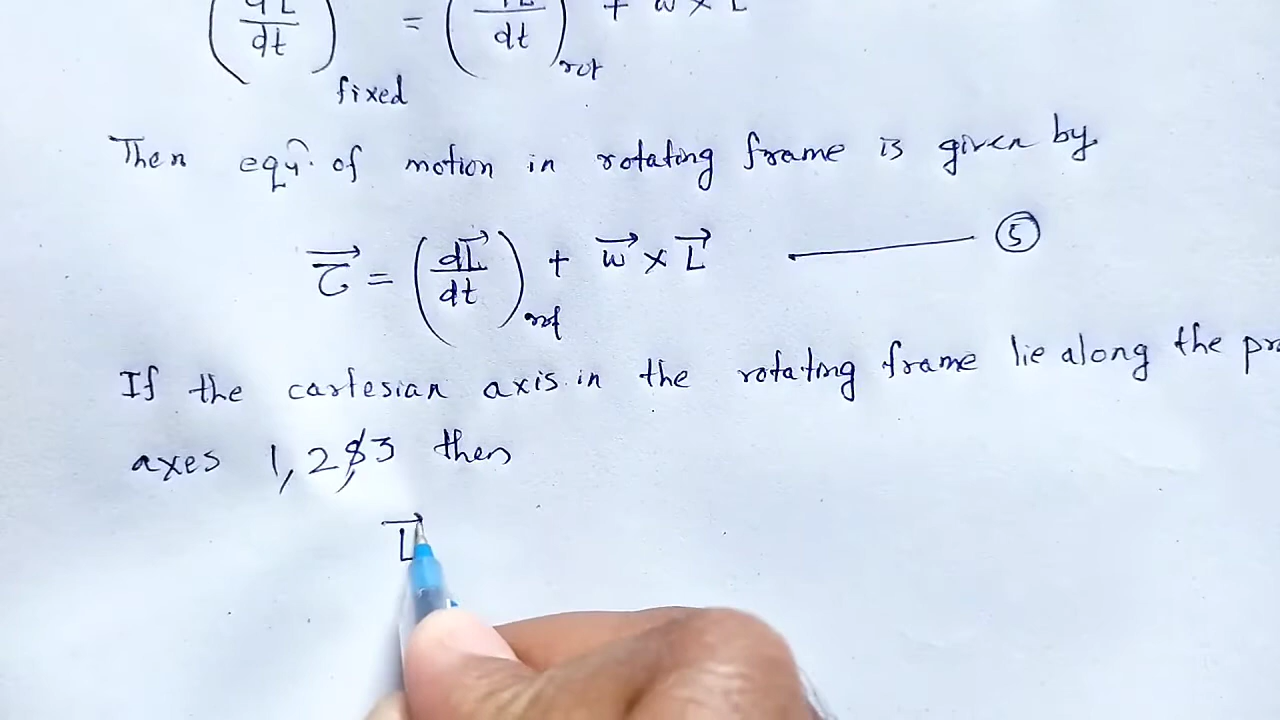 (dL/dt)fixed = (dL/dt)rot + w × L
Then eqn. of motion in rotating frame is given by
τ⃗ = (dL⃗/dt)rot + w⃗ × L⃗ ——— ⑤
If the cartesian axis in the rotating frame lie along the pr
axes 1, 2, & 3 then
L⃗